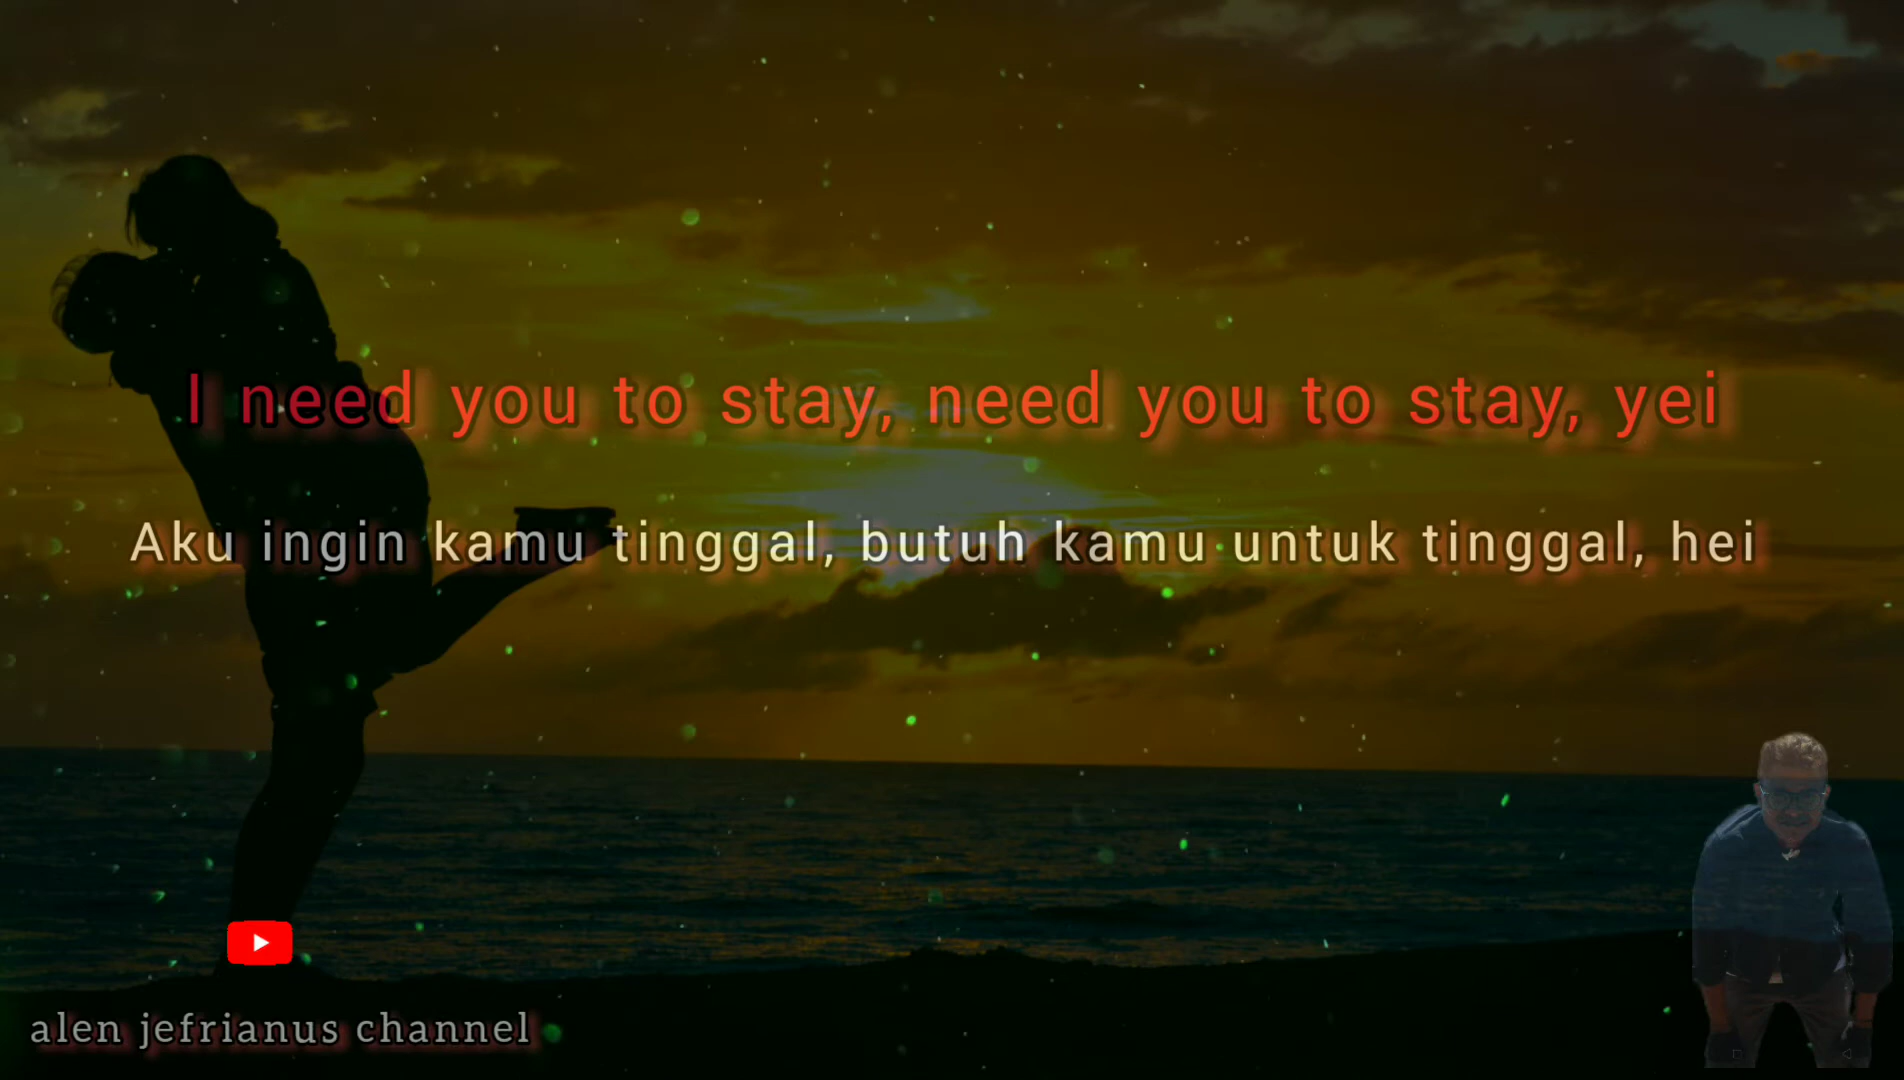 I need you to stay, need you to stay, yei
Aku ingin kamu tinggal, butuh kamu untuk tinggal, hei
alen jefrianus channel